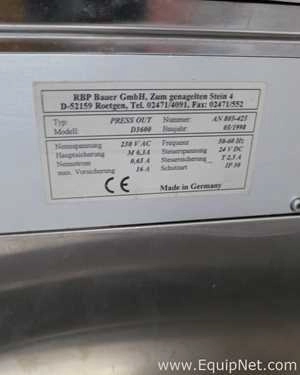 RBP Bauer GmbH, Zum genagelten Stein 4
D-52159 Roetgen, Tel. 02471/4091, Fax: 02471/552
Typ: PRESS OUT Nummer: AN 803-425
Modell: D3600 Baujahr: 03/1998
Nennspannung 230 V AC Frequenz 50-60 Hz
Hauptsicherung M 6,3A Steuerspannung 24 V DC
Nennstrom 0,65 A Steuersicherung T 2,5 A
max. Vorsicherung 16 A Schutzart IP 50
CE Made in Germany
www.EquipNet.com